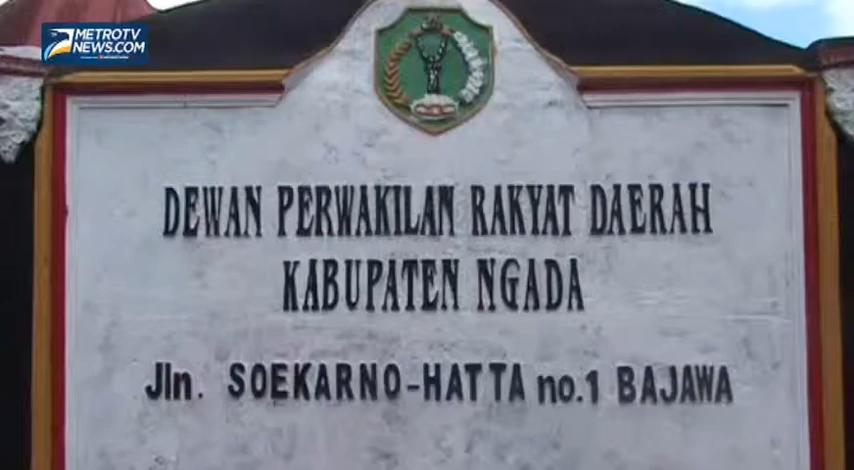 METROTV
NEWS.COM
DEWAN PERWAKILAN RAKYAT DAERAH
KABUPATEN NGADA
Jln. SOEKARNO-HATTA no.1 BAJAWA